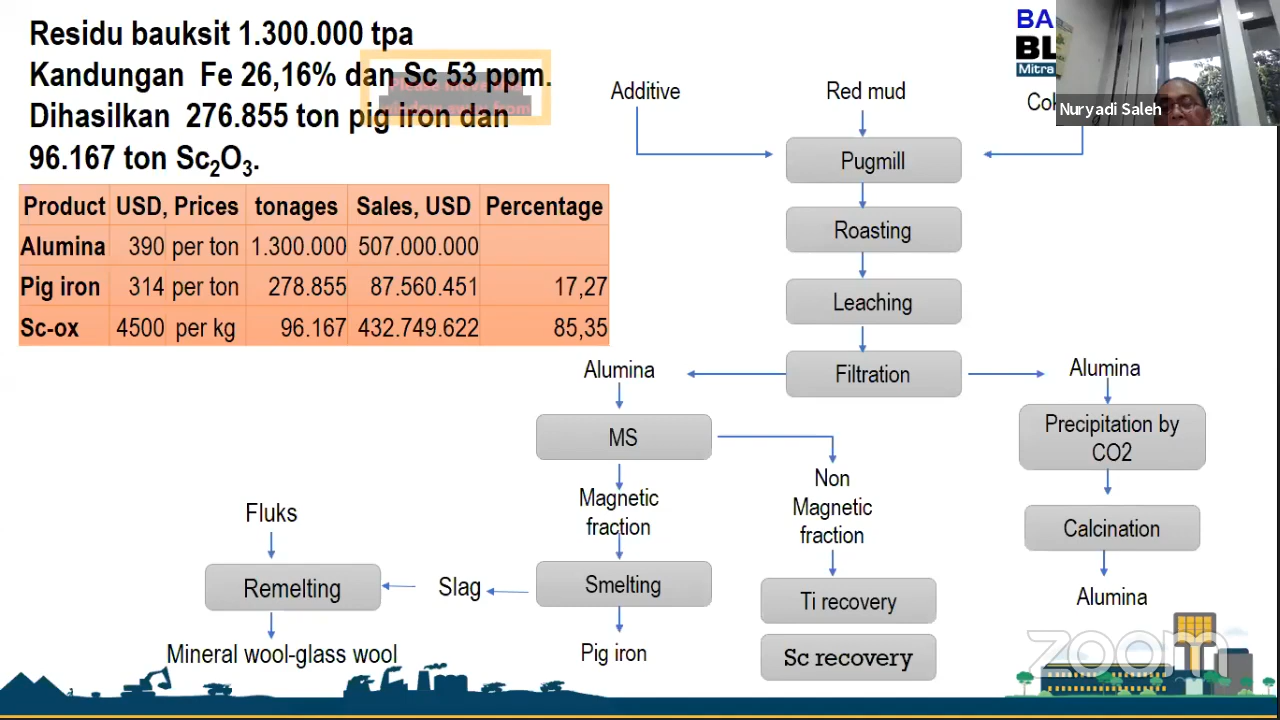 Residu bauksit 1.300.000 tpa
Kandungan Fe 26,16% dan Sc 53 ppm.
Dihasilkan 276.855 ton pig iron dan
96.167 ton Sc₂O₃.
Product USD, Prices tonages Sales, USD Percentage
Alumina 390 per ton 1.300.000 507.000.000
Pig iron 314 per ton 278.855 87.560.451 17,27
Sc-ox 4500 per kg 96.167 432.749.622 85,35
BA
BL
Mitra
Nuryadi Saleh
Additive
Red mud
Pugmill
Roasting
Leaching
Filtration
Alumina
Alumina
MS
Precipitation by
CO2
Magnetic
fraction
Non
Magnetic
fraction
Calcination
Alumina
Fluks
Remelting
Slag
Smelting
Ti recovery
Sc recovery
Mineral wool-glass wool
Pig iron
zoom